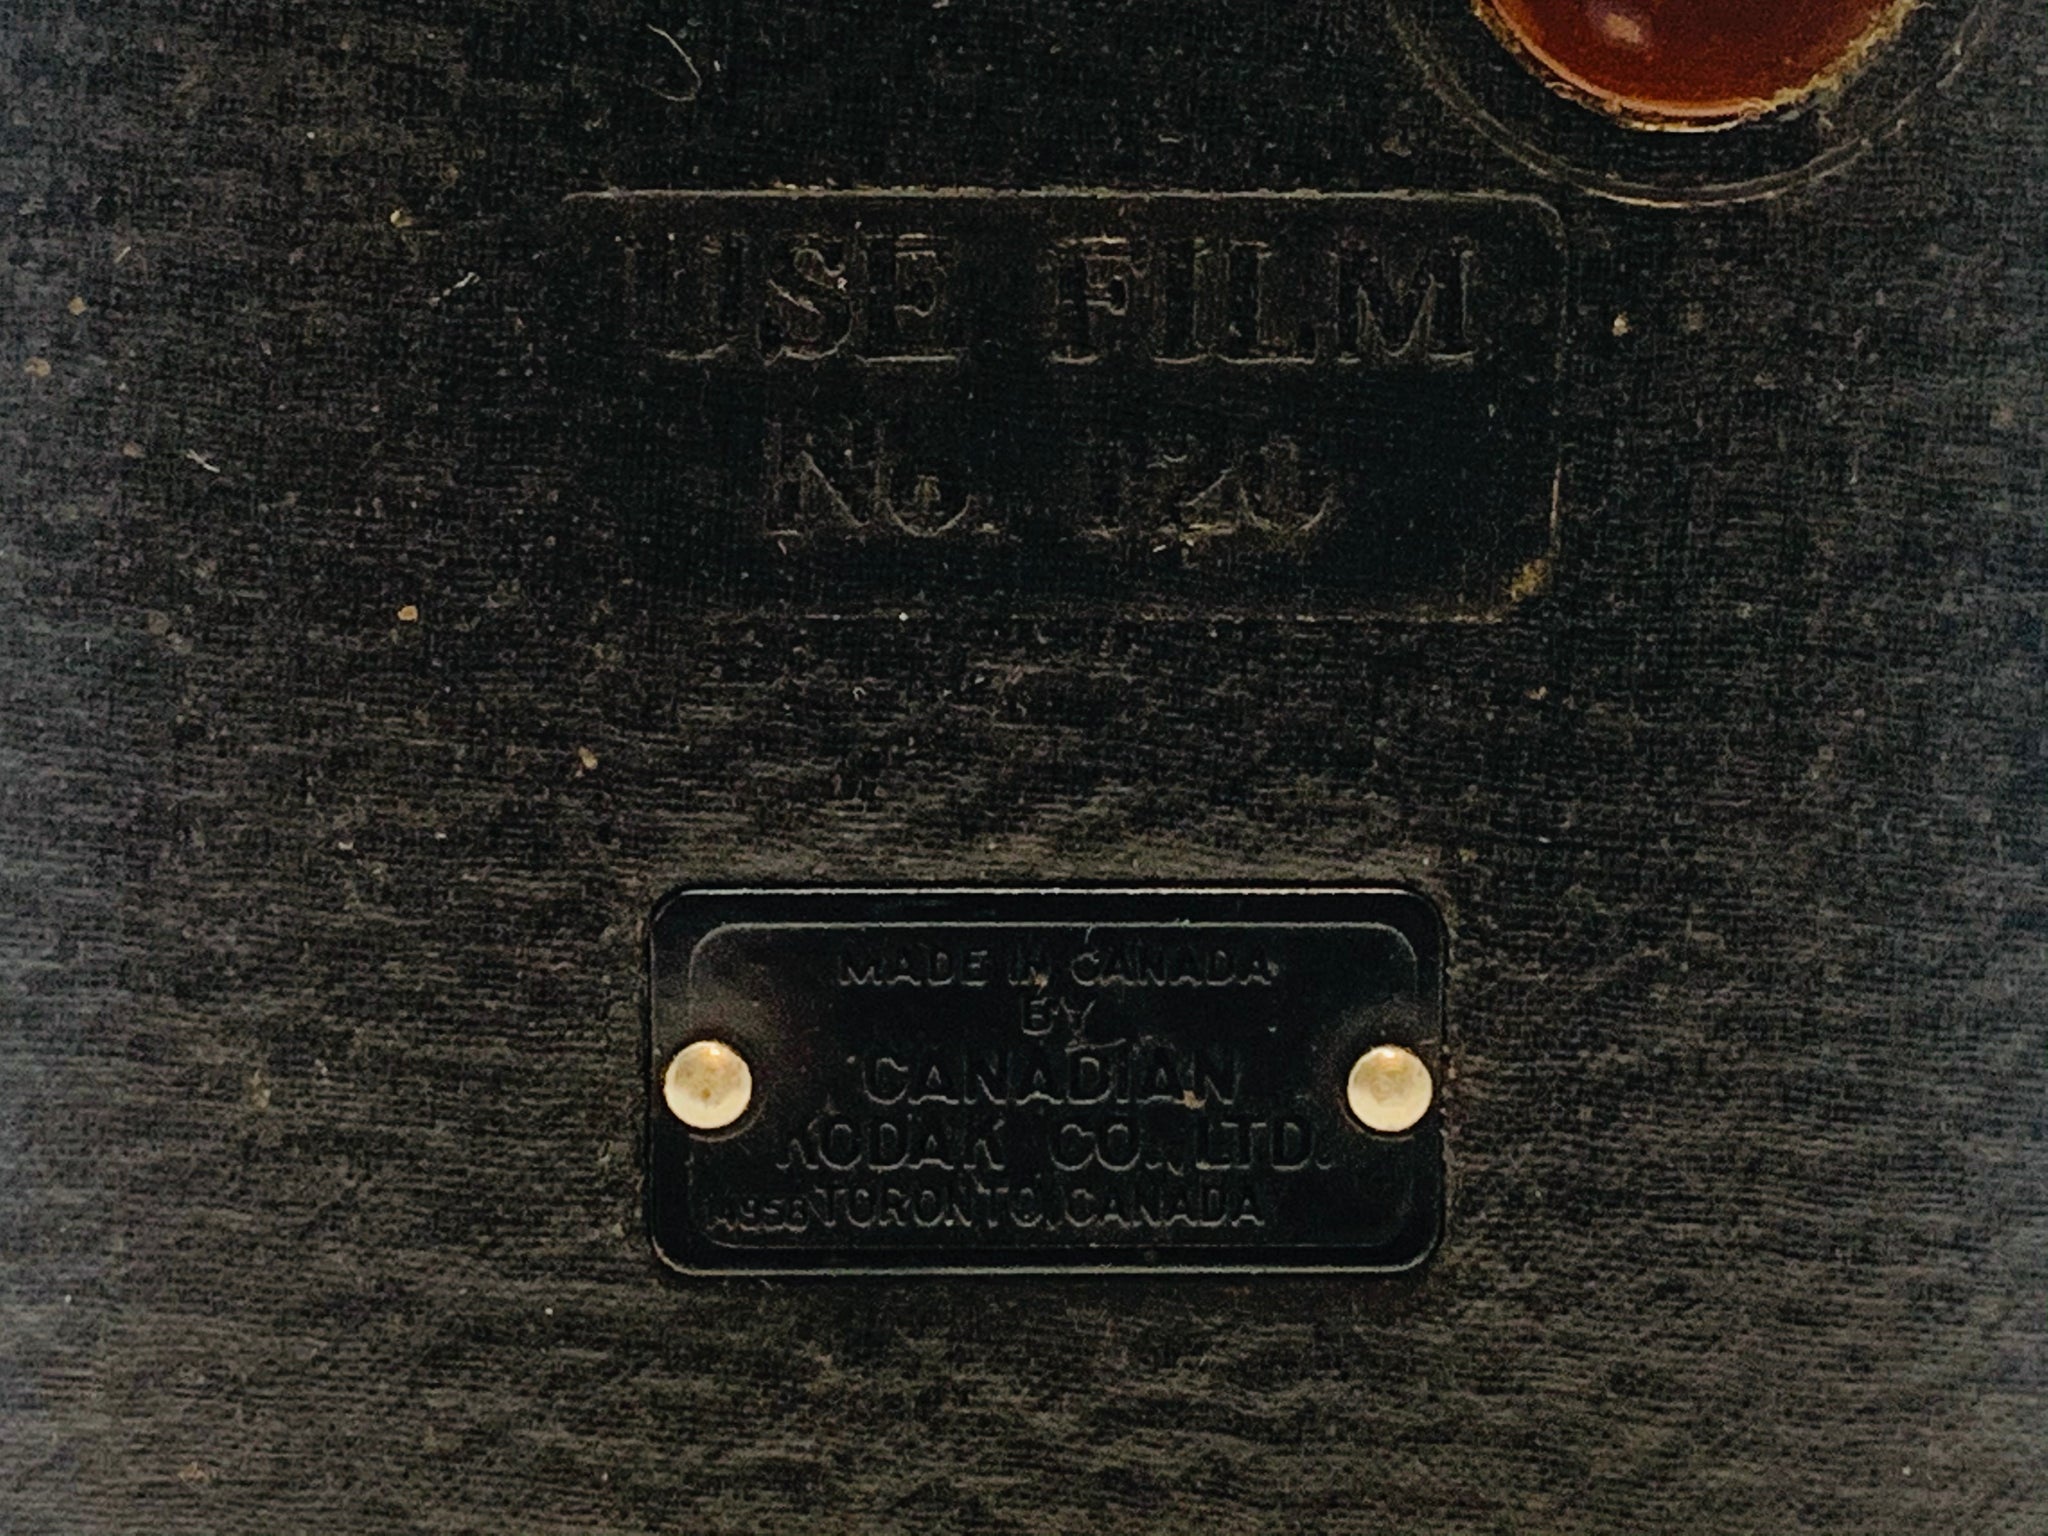 USE FILM
No. 120
MADE IN CANADA
BY
CANADIAN
KODAK CO., LTD.
TORONTO, CANADA